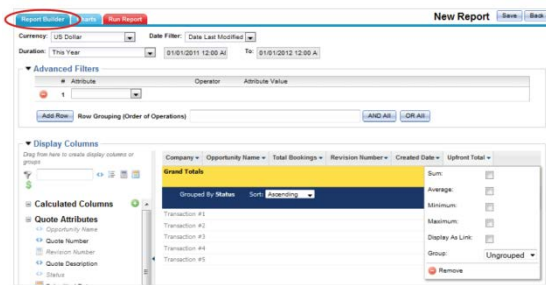 New Report Save Back
Report Builder Charts Run Report
Currency: US Dollar Date Filter: Date Last Modified
Duration: This Year 01/01/2011 12:00 AM To: 01/01/2012 12:00 A
Advanced Filters
# Attribute Operator Attribute Value
1
Add Row Row Grouping (Order of Operations) AND All OR All
Display Columns
Drag from here to create display columns or groups
Company Opportunity Name Total Bookings Revision Number Created Date Upfront Total
Grand Totals
Grouped By Status Sort: Ascending
Transaction #1
Transaction #2
Transaction #3
Transaction #4
Transaction #5
Sum:
Average:
Minimum:
Maximum:
Display As Link:
Group: Ungrouped
Remove
Calculated Columns
Quote Attributes
Opportunity Name
Quote Number
Revision Number
Quote Description
Status